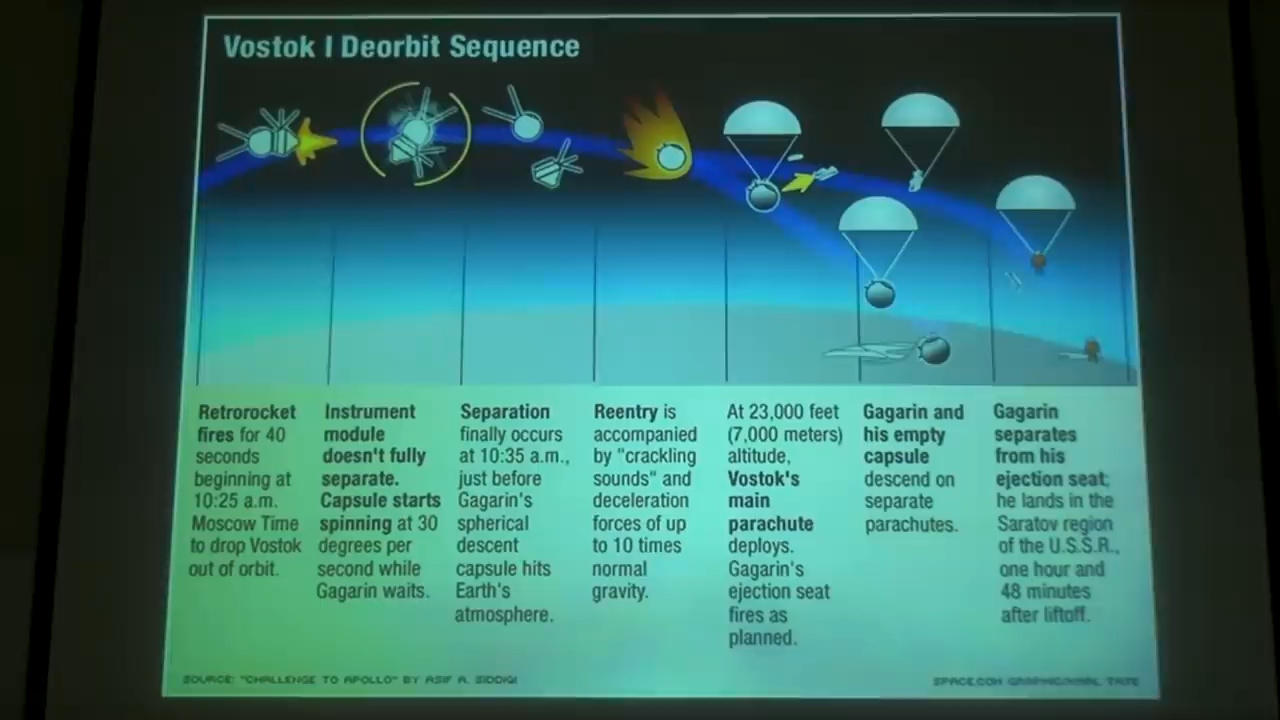 Vostok I Deorbit Sequence
Retrorocket
fires for 40
seconds
beginning at
10:25 a.m.
Moscow Time
to drop Vostok
out of orbit.
Instrument
module
doesn't fully
separate.
Capsule starts
spinning at 30
degrees per
second while
Gagarin waits.
Separation
finally occurs
at 10:35 a.m.,
just before
Gagarin's
spherical
descent
capsule hits
Earth's
atmosphere.
Reentry is
accompanied
by "crackling
sounds" and
deceleration
forces of up
to 10 times
normal
gravity.
At 23,000 feet
(7,000 meters)
altitude,
Vostok's
main
parachute
deploys.
Gagarin's
ejection seat
fires as
planned.
Gagarin and
his empty
capsule
descend on
separate
parachutes.
Gagarin
separates
from his
ejection seat;
he lands in the
Saratov region
of the U.S.S.R.,
one hour and
48 minutes
after liftoff.
SOURCE: "CHALLENGE TO APOLLO" BY ASIF A. SIDDIQI
SPACE.COM GRAPHIC/KARL TATE